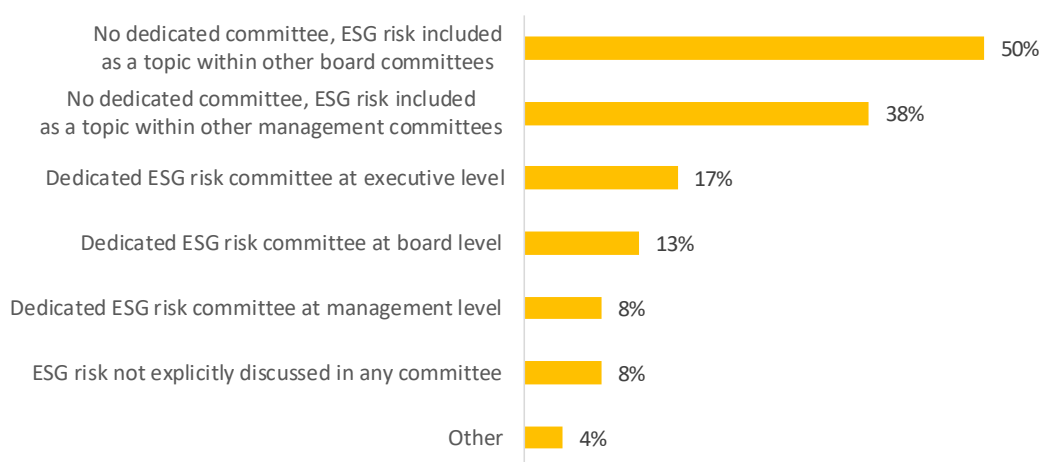 No dedicated committee, ESG risk included
as a topic within other board committees
50%
No dedicated committee, ESG risk included
as a topic within other management committees
38%
Dedicated ESG risk committee at executive level
17%
Dedicated ESG risk committee at board level
13%
Dedicated ESG risk committee at management level
8%
ESG risk not explicitly discussed in any committee
8%
Other
4%